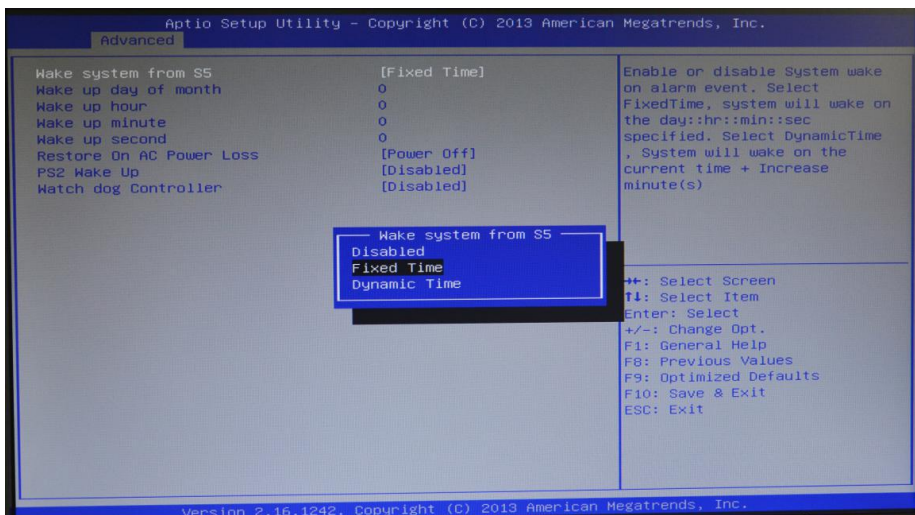 Aptio Setup Utility – Copyright (C) 2013 American Megatrends, Inc.
Advanced
Wake system from S5 [Fixed Time]
Wake up day of month 0
Wake up hour 0
Wake up minute 0
Wake up second 0
Restore On AC Power Loss [Power Off]
PS2 Wake Up [Disabled]
Watch dog Controller [Disabled]
Wake system from S5
Disabled
Fixed Time
Dynamic Time
Enable or disable System wake
on alarm event. Select
FixedTime, system will wake on
the day::hr::min::sec
specified. Select DynamicTime
, System will wake on the
current time + Increase
minute(s)
→←: Select Screen
↑↓: Select Item
Enter: Select
+/-: Change Opt.
F1: General Help
F8: Previous Values
F9: Optimized Defaults
F10: Save & Exit
ESC: Exit
Version 2.16.1242. Copyright (C) 2013 American Megatrends, Inc.